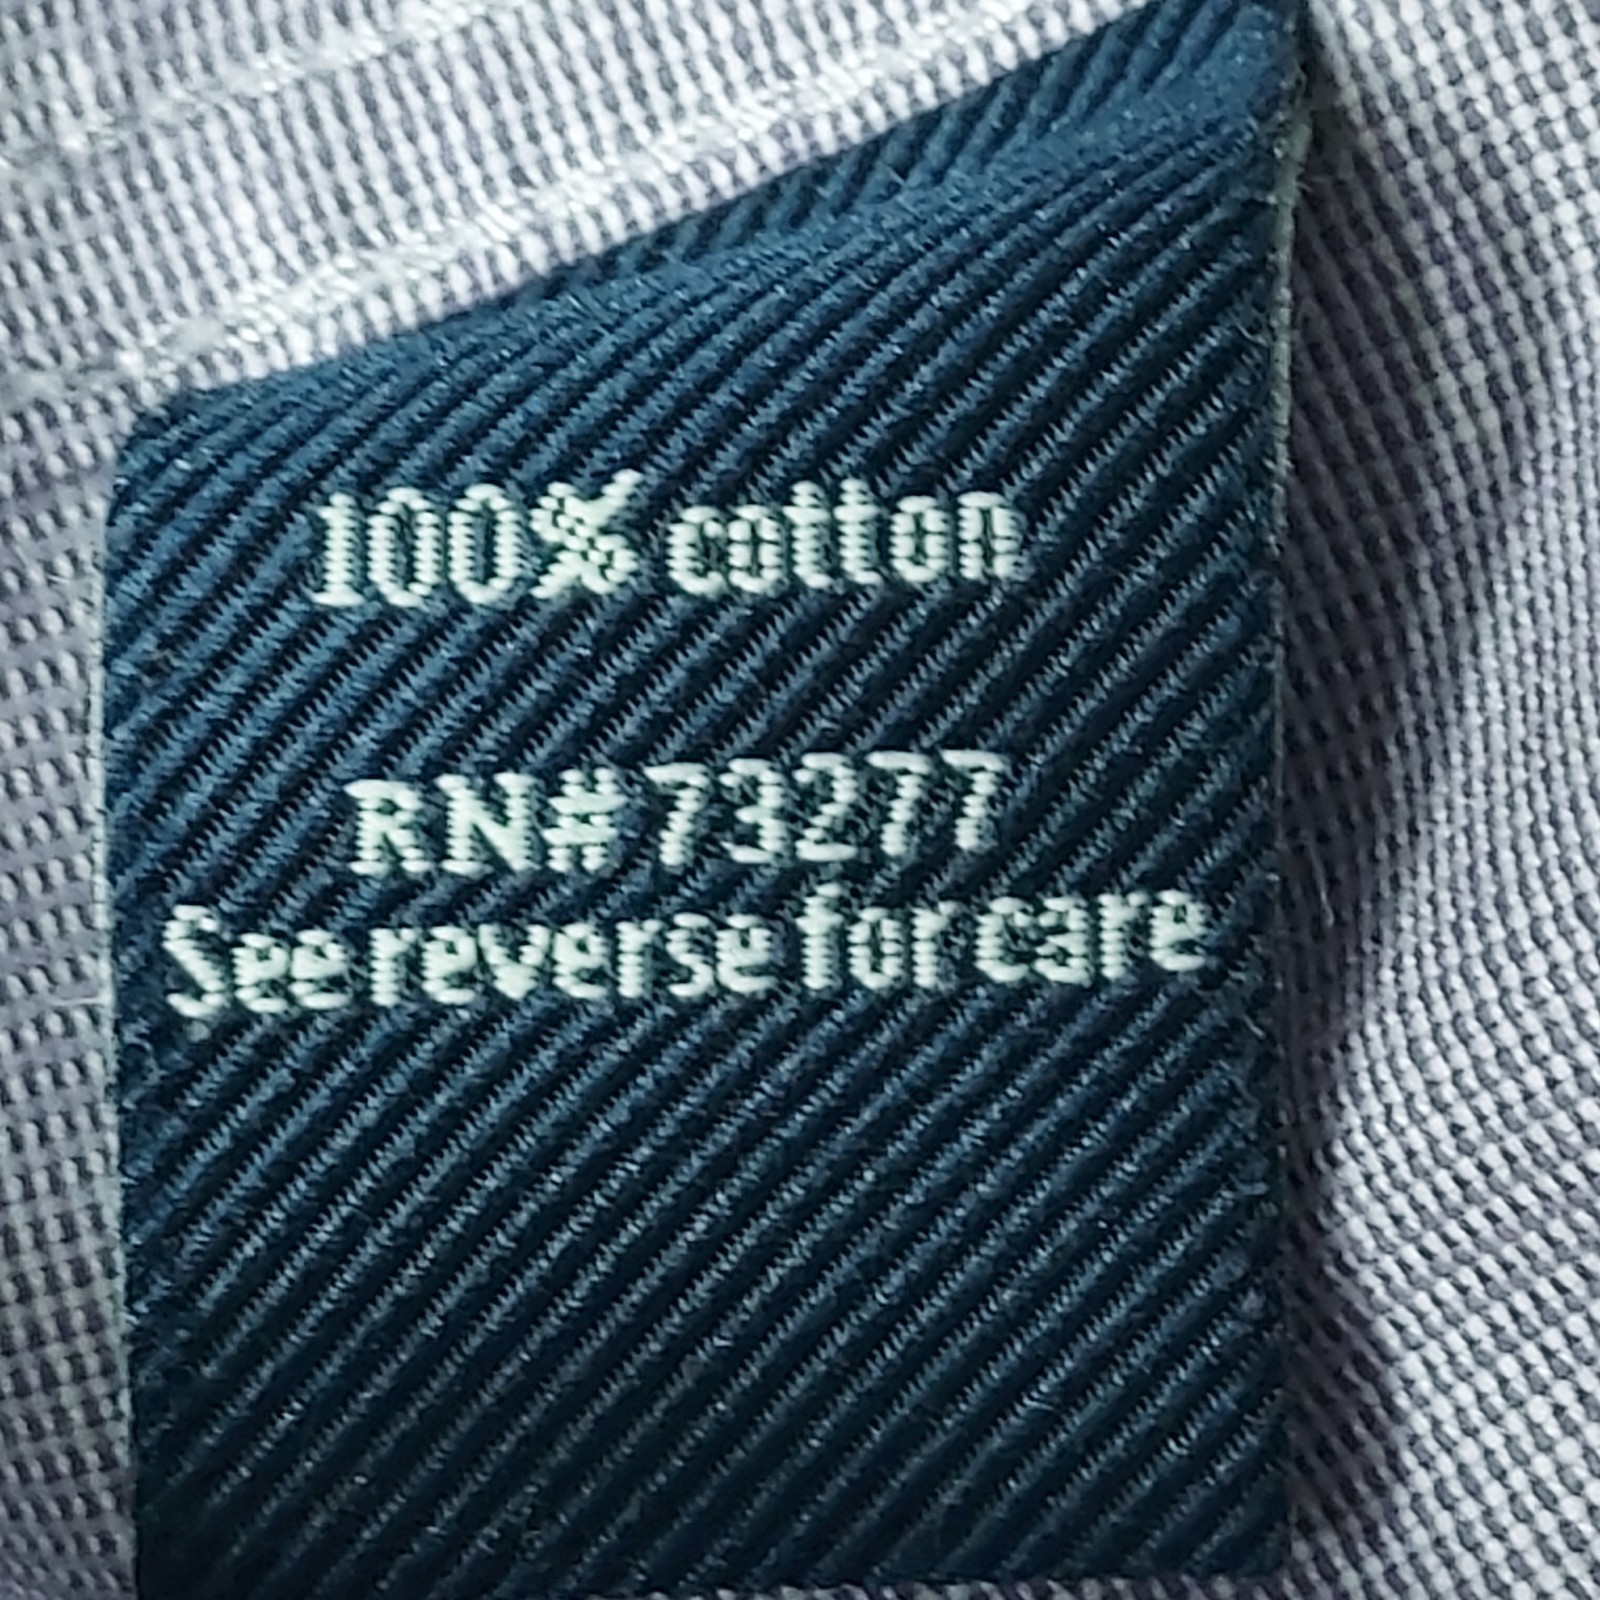 100% cotton
RN# 73277
See reverse for care